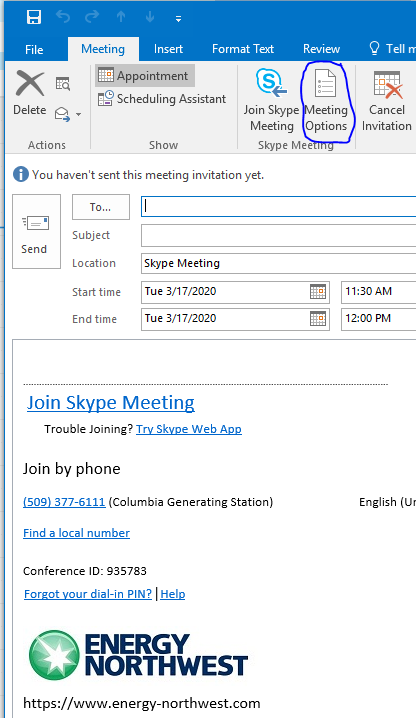 File Meeting Insert Format Text Review Tell m
Delete
Actions
Appointment
Scheduling Assistant
Show
Join Skype Meeting
Meeting Options
Skype Meeting
Cancel Invitation
You haven't sent this meeting invitation yet.
Send
To...
Subject
Location Skype Meeting
Start time Tue 3/17/2020 11:30 AM
End time Tue 3/17/2020 12:00 PM
Join Skype Meeting
Trouble Joining? Try Skype Web App
Join by phone
(509) 377-6111 (Columbia Generating Station) English (Un
Find a local number
Conference ID: 935783
Forgot your dial-in PIN? | Help
ENERGY
NORTHWEST
https://www.energy-northwest.com